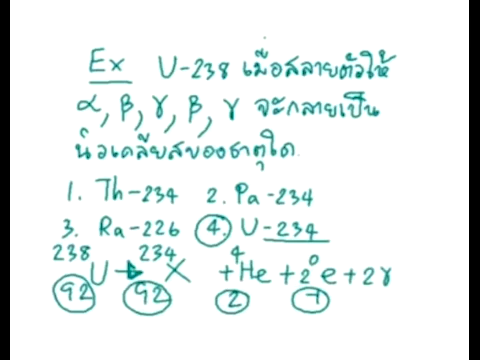 Ex U-238 เมื่อสลายตัวให้
α, β, γ, β, γ จะกลายเป็น
นิวเคลียสของธาตุใด
1. Th-234 2. Pa-234
3. Ra-226 4. U-234
238 234 4 0
U → X + He + 2 e + 2γ
92 92 2 -1